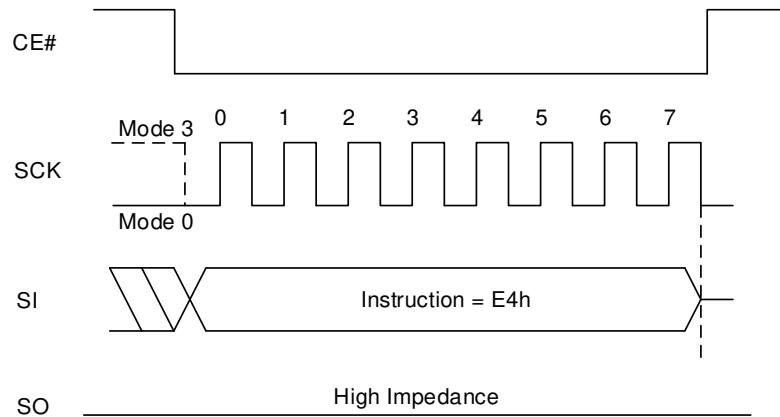 CE#
Mode 3
0 1 2 3 4 5 6 7
SCK
Mode 0
SI
Instruction = E4h
SO
High Impedance